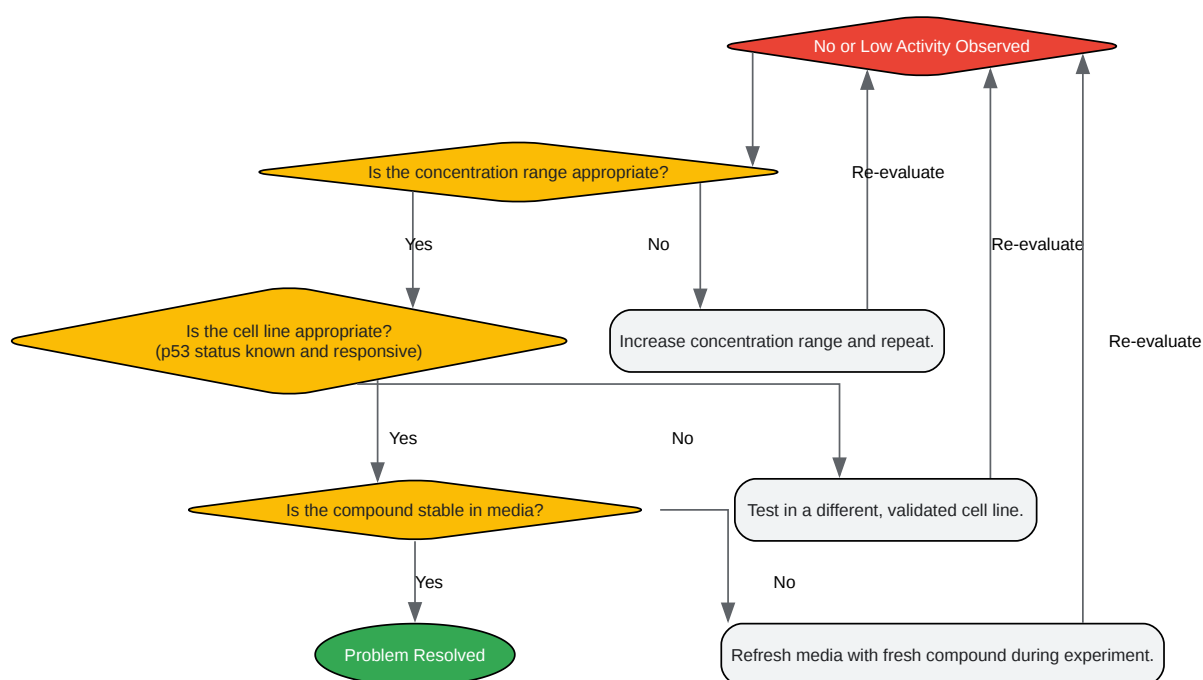 No or Low Activity Observed
Is the concentration range appropriate?
Re-evaluate
Yes
No
Re-evaluate
Is the cell line appropriate?
(p53 status known and responsive)
Increase concentration range and repeat.
Re-evaluate
Yes
No
Is the compound stable in media?
Test in a different, validated cell line.
Yes
No
Problem Resolved
Refresh media with fresh compound during experiment.